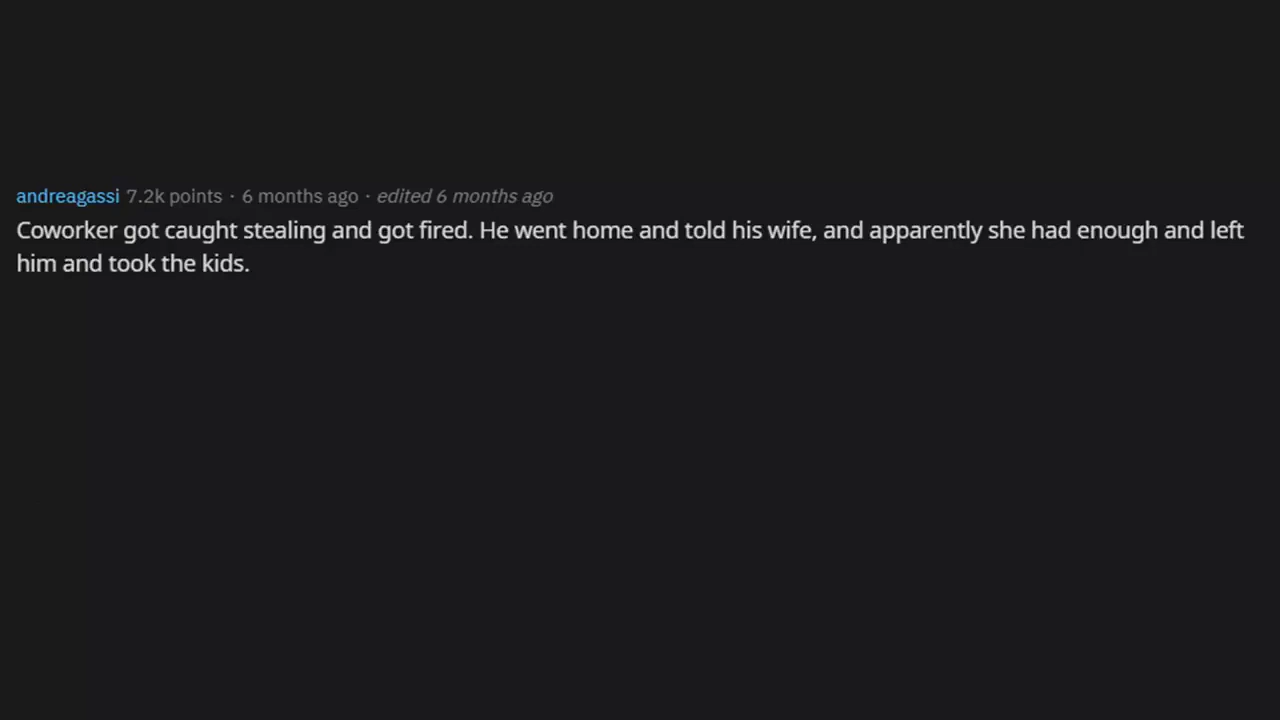 andreagassi 7.2k points · 6 months ago · edited 6 months ago
Coworker got caught stealing and got fired. He went home and told his wife, and apparently she had enough and left
him and took the kids.